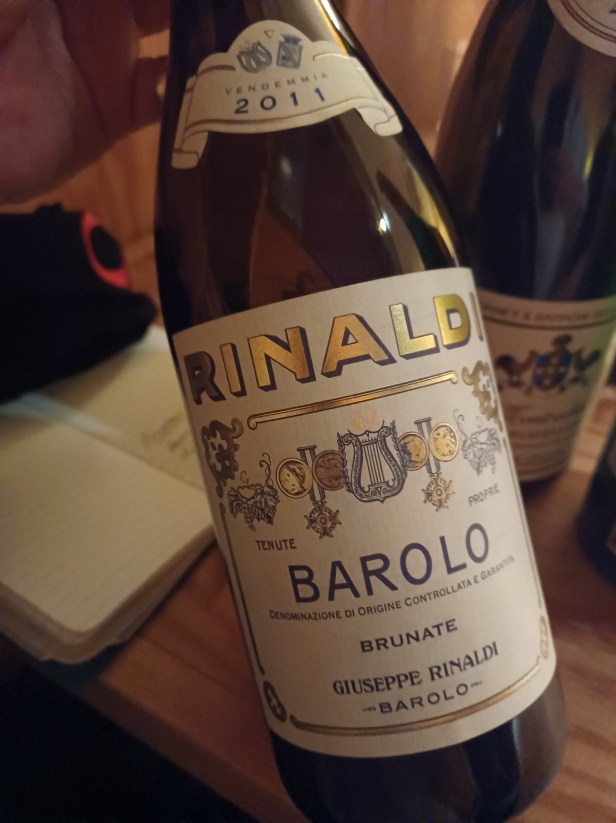 VENDEMMIA
2011
RINALDI
TENUTE
PROPRIE
BAROLO
DENOMINAZIONE DI ORIGINE CONTROLLATA E GARANTITA
BRUNATE
GIUSEPPE RINALDI
BAROLO